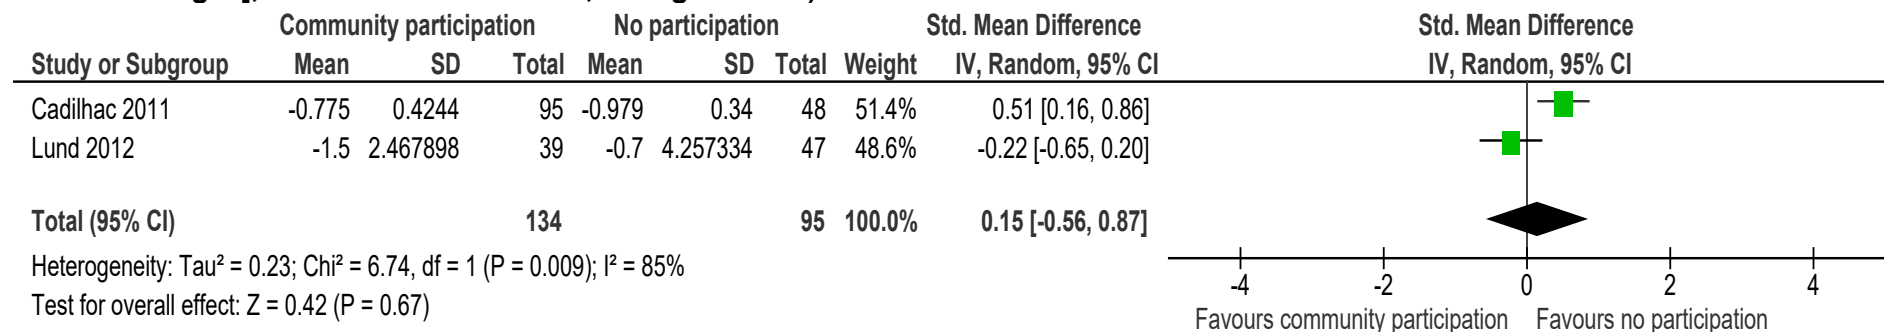 Community participation No participation Std. Mean Difference Std. Mean Difference
Study or Subgroup Mean SD Total Mean SD Total Weight IV, Random, 95% CI IV, Random, 95% CI
Cadilhac 2011 -0.775 0.4244 95 -0.979 0.34 48 51.4% 0.51 [0.16, 0.86]
Lund 2012 -1.5 2.467898 39 -0.7 4.257334 47 48.6% -0.22 [-0.65, 0.20]
Total (95% CI) 134 95 100.0% 0.15 [-0.56, 0.87]
Heterogeneity: Tau² = 0.23; Chi² = 6.74, df = 1 (P = 0.009); I² = 85%
Test for overall effect: Z = 0.42 (P = 0.67)
-4 -2 0 2 4
Favours community participation Favours no participation